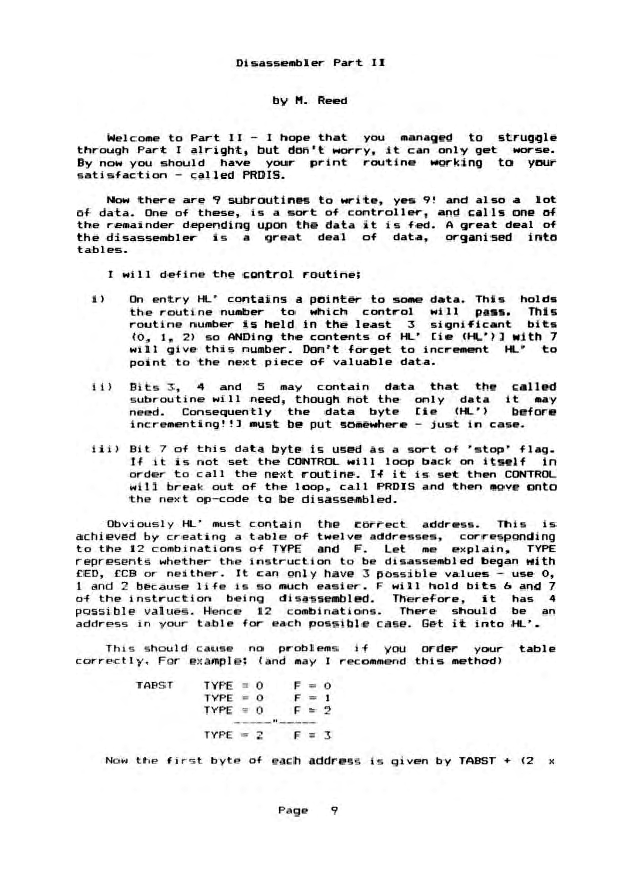 Disassembler Part II
by M. Reed
Welcome to Part II - I hope that you managed to struggle
through Part I alright, but don't worry, it can only get worse.
By now you should have your print routine working to your
satisfaction - called PRDIS.
Now there are 9 subroutines to write, yes 9! and also a lot
of data. One of these, is a sort of controller, and calls one of
the remainder depending upon the data it is fed. A great deal of
the disassembler is a great deal of data, organised into
tables.
I will define the control routine;
i) On entry HL' contains a pointer to some data. This holds
the routine number to which control will pass. This
routine number is held in the least 3 significant bits
(0, 1, 2) so ANDing the contents of HL' [ie (HL')] with 7
will give this number. Don't forget to increment HL' to
point to the next piece of valuable data.
ii) Bits 3, 4 and 5 may contain data that the called
subroutine will need, though not the only data it may
need. Consequently the data byte [ie (HL') before
incrementing!!] must be put somewhere - just in case.
iii) Bit 7 of this data byte is used as a sort of 'stop' flag.
If it is not set the CONTROL will loop back on itself in
order to call the next routine. If it is set then CONTROL
will break out of the loop, call PRDIS and then move onto
the next op-code to be disassembled.
Obviously HL' must contain the correct address. This is
achieved by creating a table of twelve addresses, corresponding
to the 12 combinations of TYPE and F. Let me explain, TYPE
represents whether the instruction to be disassembled began with
£ED, £CB or neither. It can only have 3 possible values - use 0,
1 and 2 because life is so much easier. F will hold bits 6 and 7
of the instruction being disassembled. Therefore, it has 4
possible values. Hence 12 combinations. There should be an
address in your table for each possible case. Get it into HL'.
This should cause no problems if you order your table
correctly. For example: (and may I recommend this method)
TABST TYPE = 0 F = 0
TYPE = 0 F = 1
TYPE = 0 F = 2
-----"-----
TYPE = 2 F = 3
Now the first byte of each address is given by TABST + (2 x
Page 9